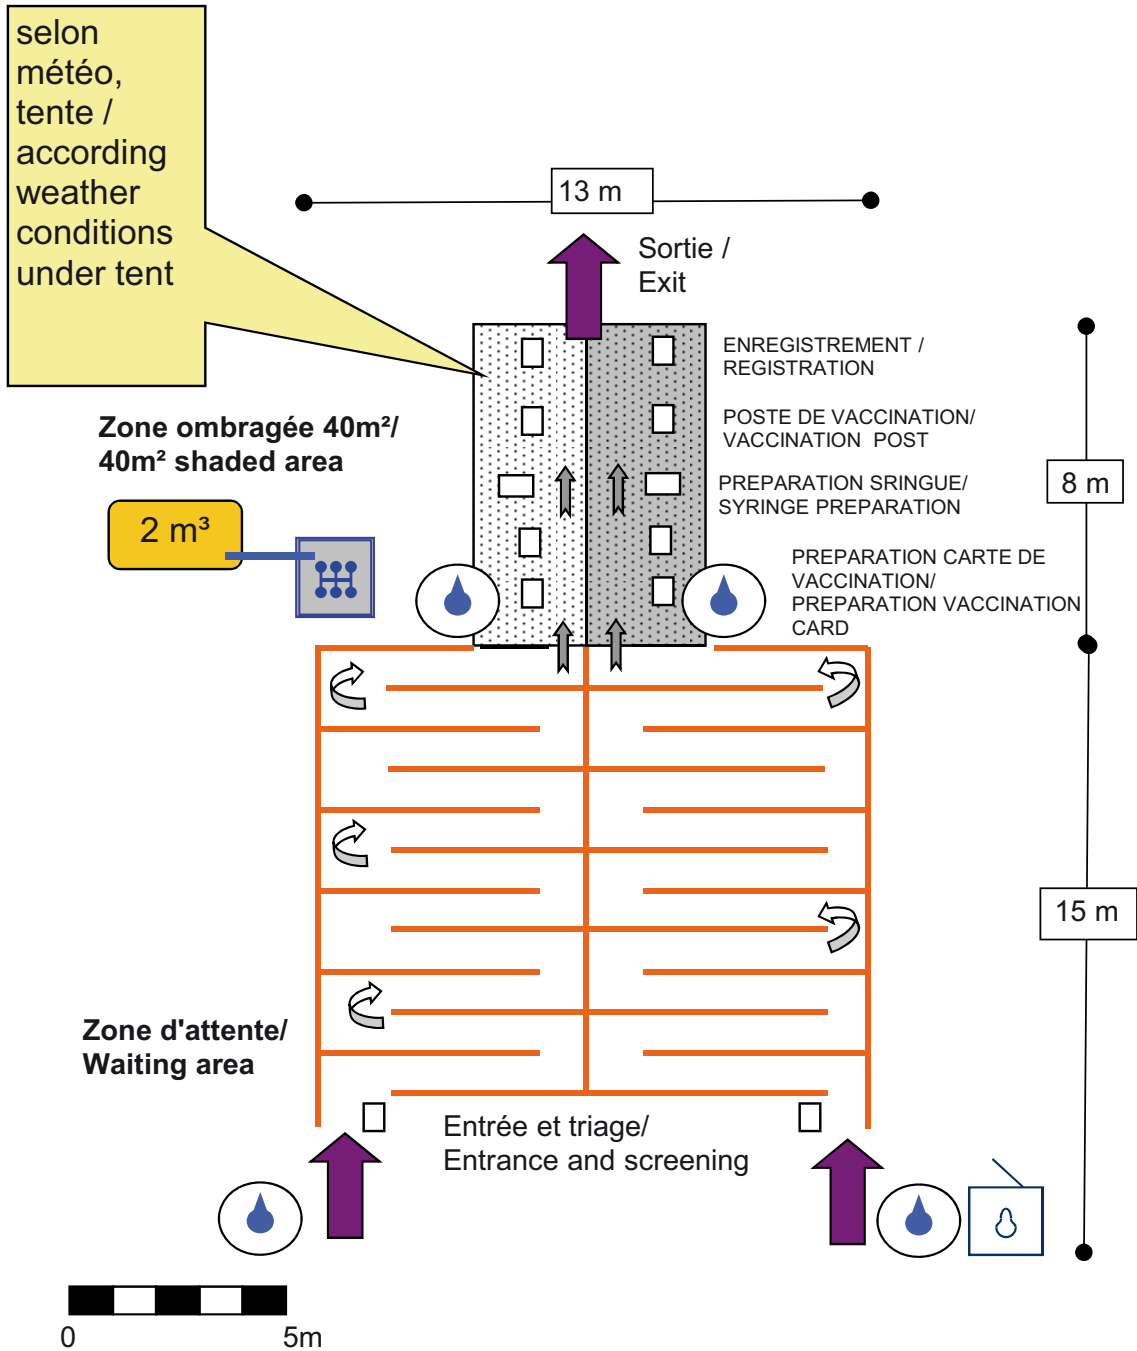 selon
météo,
tente /
according
weather
conditions
under tent
13 m
Sortie /
Exit
ENREGISTREMENT /
REGISTRATION
POSTE DE VACCINATION/
VACCINATION POST
PREPARATION SRINGUE/
SYRINGE PREPARATION
PREPARATION CARTE DE
VACCINATION/
PREPARATION VACCINATION
CARD
8 m
Zone ombragée 40m²/
40m² shaded area
2 m³
15 m
Zone d'attente/
Waiting area
Entrée et triage/
Entrance and screening
0 5m